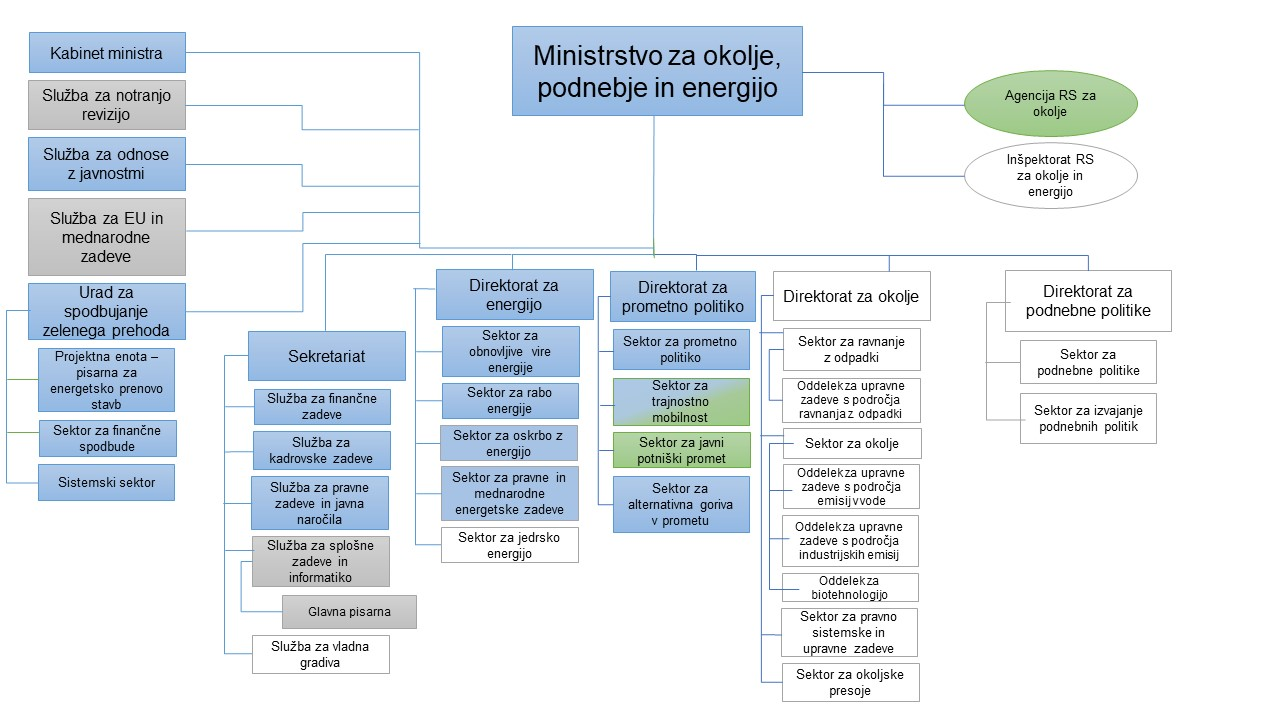 Ministrstvo za okolje,
podnebje in energijo
Kabinet ministra
Služba za notranjo
revizijo
Služba za odnose
z javnostmi
Služba za EU in
mednarodne
zadeve
Urad za
spodbujanje
zelenega prehoda
Projektna enota –
pisarna za
energetsko prenovo
stavb
Sektor za finančne
spodbude
Sistemski sektor
Agencija RS za
okolje
Inšpektorat RS
za okolje in
energijo
Sekretariat
Služba za finančne
zadeve
Služba za
kadrovske zadeve
Služba za pravne
zadeve in javna
naročila
Služba za splošne
zadeve in
informatiko
Glavna pisarna
Služba za vladna
gradiva
Direktorat za
energijo
Sektor za
obnovljive vire
energije
Sektor za rabo
energije
Sektor za oskrbo z
energijo
Sektor za pravne in
mednarodne
energetske zadeve
Sektor za jedrsko
energijo
Direktorat za
prometno politiko
Sektor za prometno
politiko
Sektor za
trajnostno
mobilnost
Sektor za javni
potniški promet
Sektor za
alternativna goriva
v prometu
Direktorat za okolje
Sektor za ravnanje
z odpadki
Oddelek za upravne
zadeve s področja
ravnanja z odpadki
Sektor za okolje
Oddelek za upravne
zadeve s področja
emisij v vode
Oddelek za upravne
zadeve s področja
industrijskih emisij
Oddelek za
biotehnologijo
Sektor za pravno
sistemske in
upravne zadeve
Sektor za okoljske
presoje
Direktorat za
podnebne politike
Sektor za
podnebne politike
Sektor za izvajanje
podnebnih politik